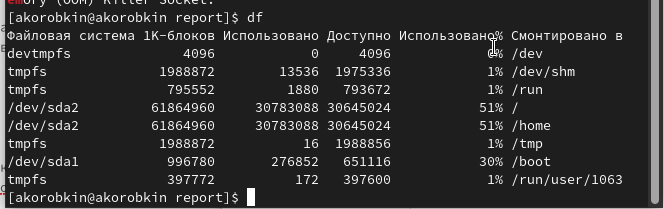 ory (OOM) Killer Socket.
[akorobkin@akorobkin report]$ df
Файловая система 1K-блоков Использовано Доступно Использовано% Смонтировано в
devtmpfs 4096 0 4096 0% /dev
tmpfs 1988872 13536 1975336 1% /dev/shm
tmpfs 795552 1880 793672 1% /run
/dev/sda2 61864960 30783088 30645024 51% /
/dev/sda2 61864960 30783088 30645024 51% /home
tmpfs 1988872 16 1988856 1% /tmp
/dev/sda1 996780 276852 651116 30% /boot
tmpfs 397772 172 397600 1% /run/user/1063
[akorobkin@akorobkin report]$